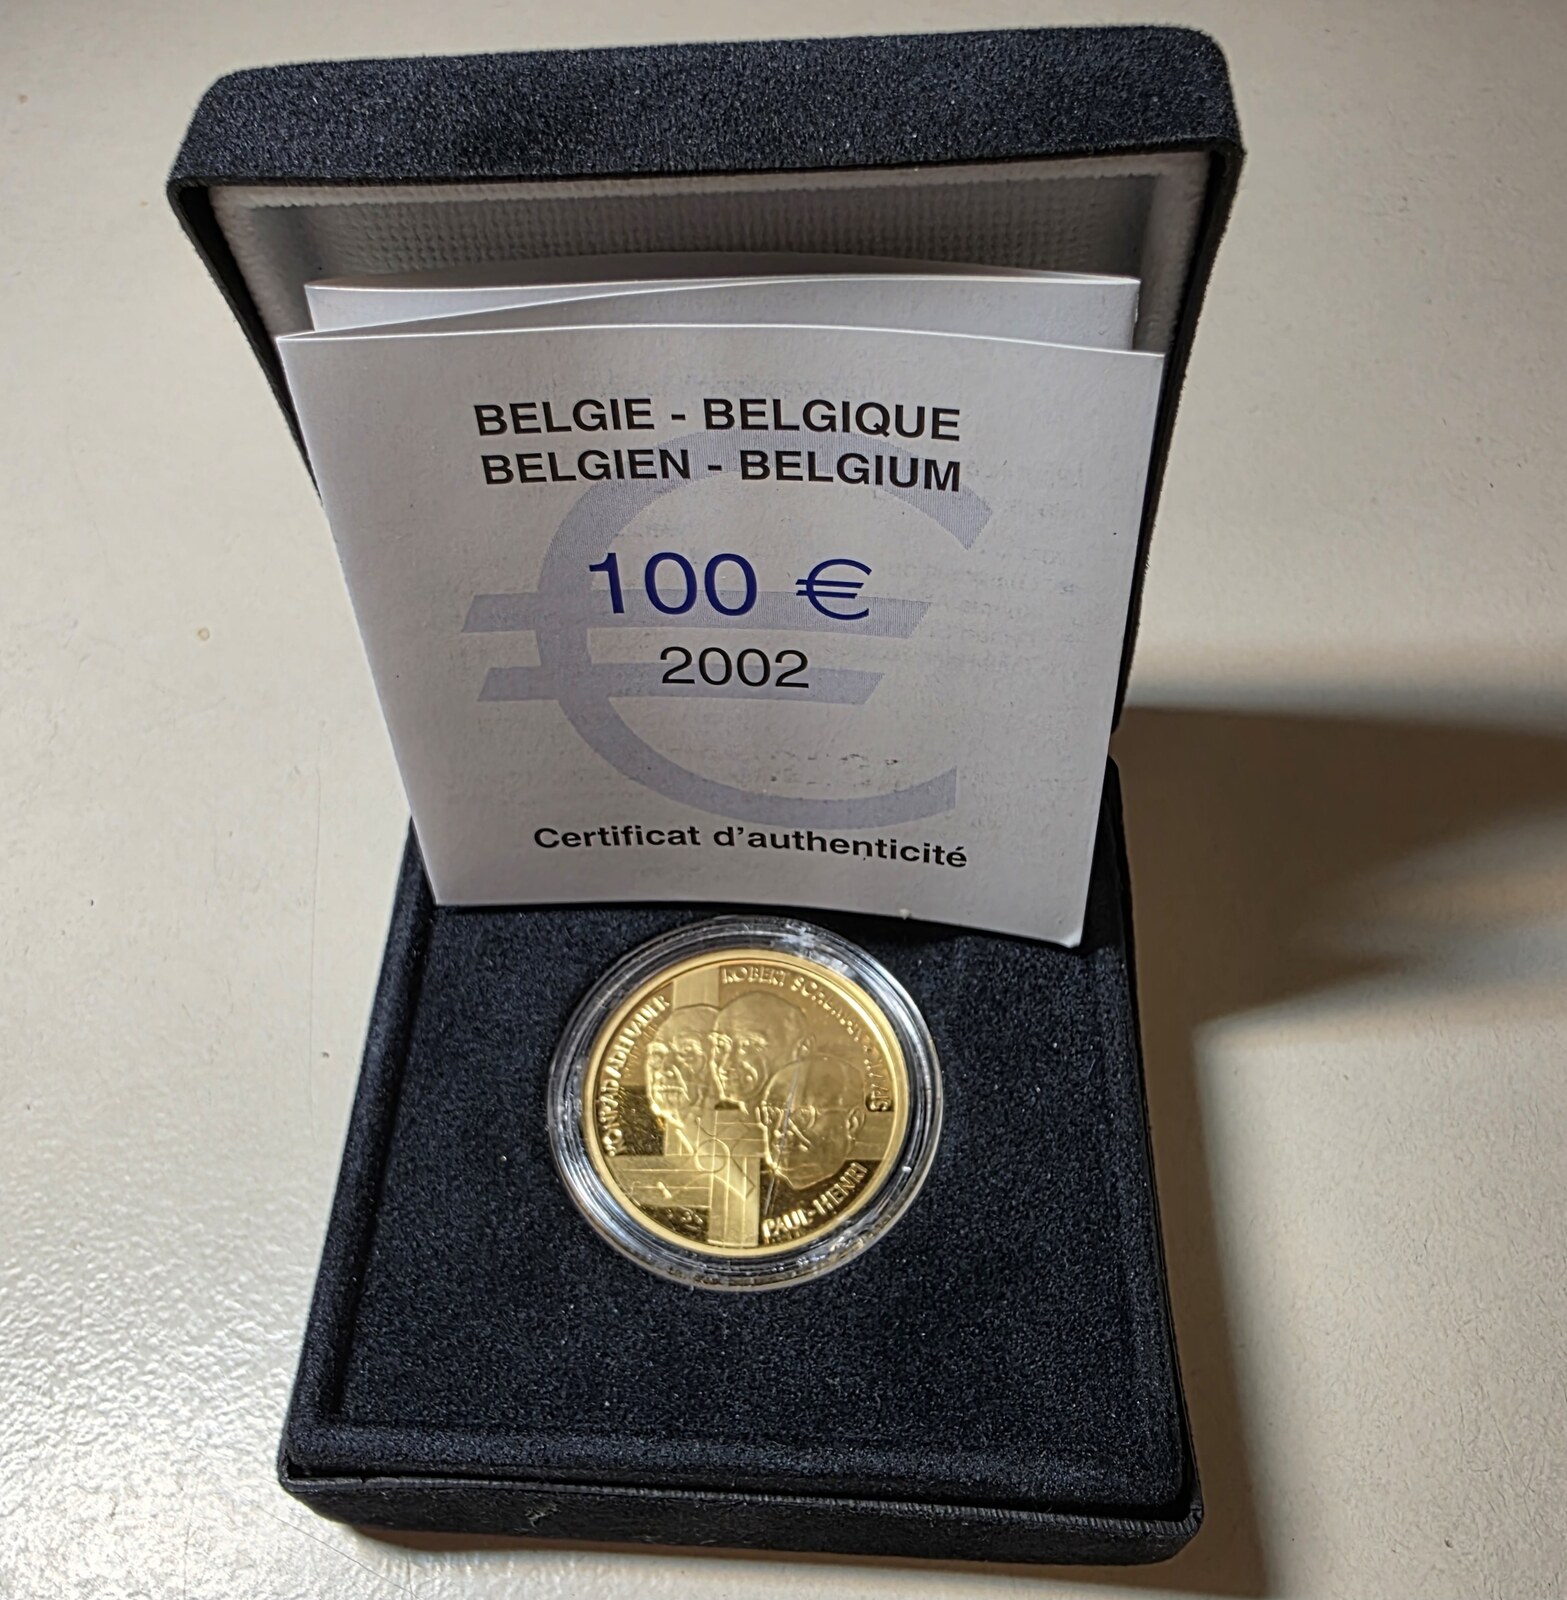 BELGIE - BELGIQUE
BELGIEN - BELGIUM
100 €
2002
Certificat d'authenticité
KONRAD ADENAUER
ROBERT SCHUMAN
PAUL-HENRI